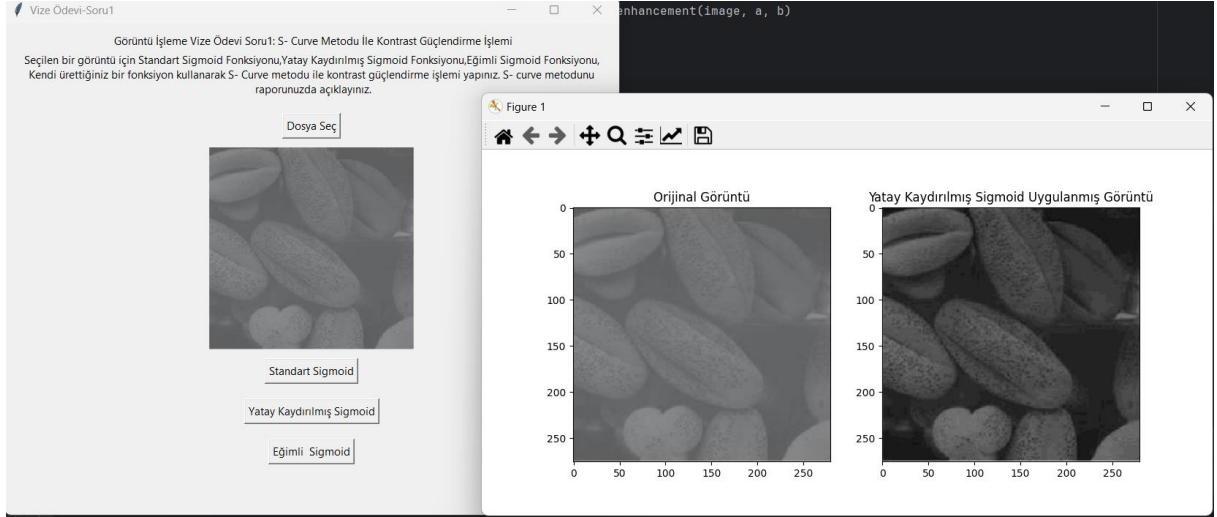 Vize Ödevi-Soru1
enhancement(image, a, b)
Görüntü İşleme Vize Ödevi Soru1: S- Curve Metodu İle Kontrast Güçlendirme İşlemi
Seçilen bir görüntü için Standart Sigmoid Fonksiyonu,Yatay Kaydırılmış Sigmoid Fonksiyonu,Eğimli Sigmoid Fonksiyonu,
Kendi ürettiğiniz bir fonksiyon kullanarak S- Curve metodu ile kontrast güçlendirme işlemi yapınız. S- curve metodunu
raporunuzda açıklayınız.
Dosya Seç
Standart Sigmoid
Yatay Kaydırılmış Sigmoid
Eğimli  Sigmoid
Figure 1
Orijinal Görüntü
0
50
100
150
200
250
0 50 100 150 200 250
Yatay Kaydırılmış Sigmoid Uygulanmış Görüntü
0
50
100
150
200
250
0 50 100 150 200 250